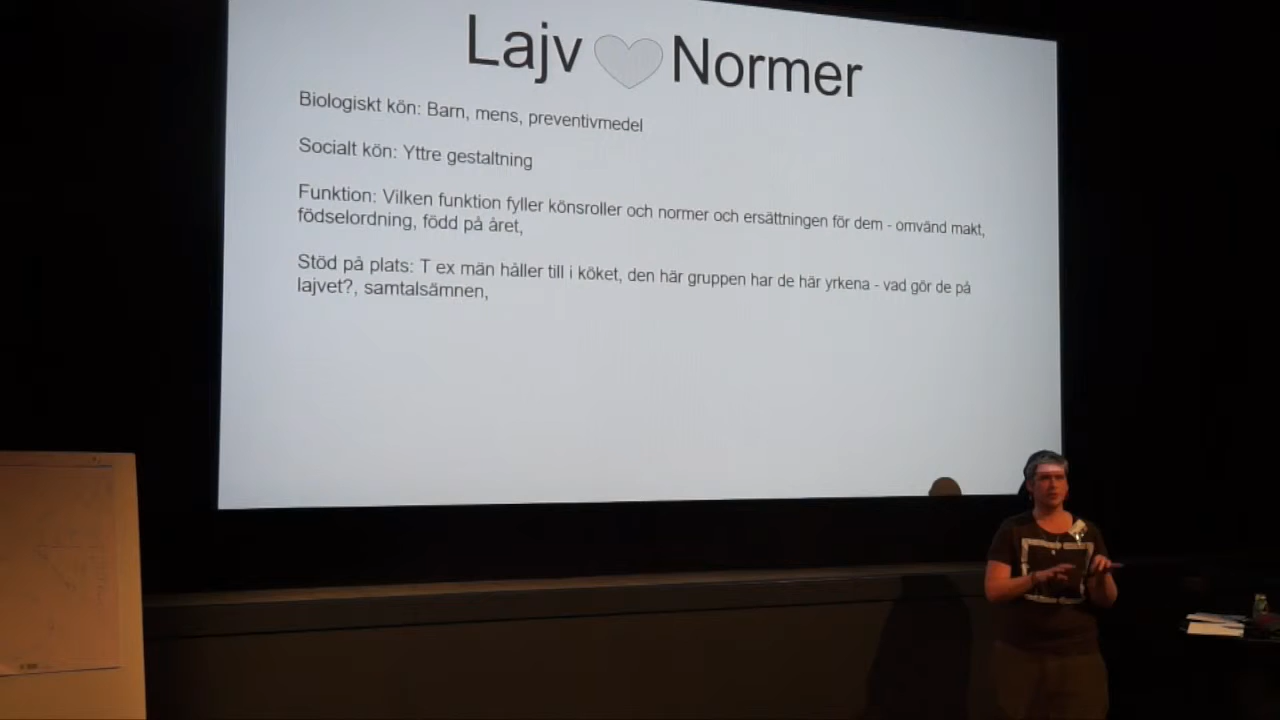 Lajv Normer
Biologiskt kön: Barn, mens, preventivmedel
Socialt kön: Yttre gestaltning
Funktion: Vilken funktion fyller könsroller och normer och ersättningen för dem - omvänd makt,
födselordning, född på året,
Stöd på plats: T ex män håller till i köket, den här gruppen har de här yrkena - vad gör de på
lajvet?, samtalsämnen,